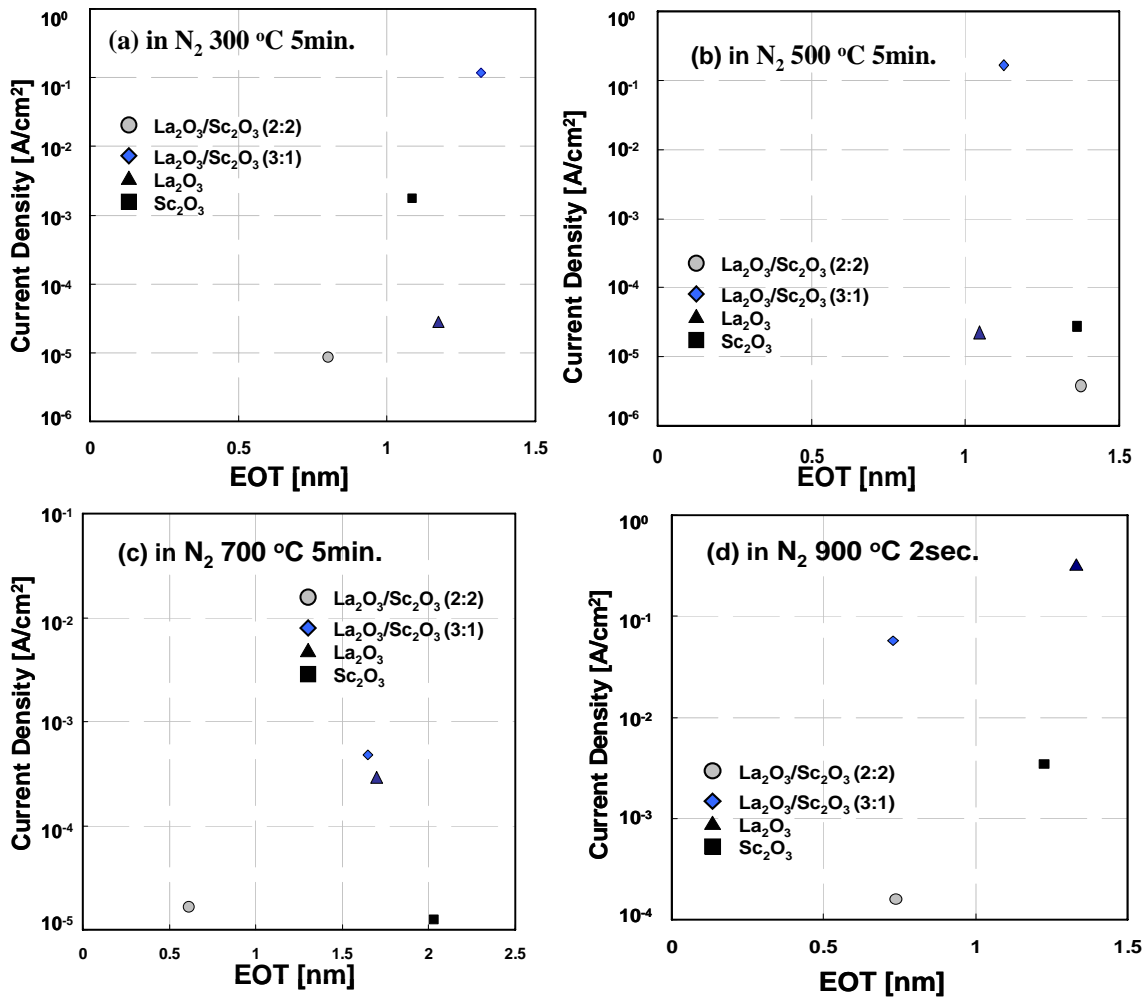 (a) in N₂ 300 ºC 5min.
10⁰
10⁻¹
10⁻²
10⁻³
10⁻⁴
10⁻⁵
10⁻⁶
Current Density [A/cm²]
La₂O₃/Sc₂O₃ (2:2)
La₂O₃/Sc₂O₃ (3:1)
La₂O₃
Sc₂O₃
0 0.5 1 1.5
EOT [nm]
(b) in N₂ 500 ºC 5min.
10⁰
10⁻¹
10⁻²
10⁻³
10⁻⁴
10⁻⁵
10⁻⁶
Current Density [A/cm²]
La₂O₃/Sc₂O₃ (2:2)
La₂O₃/Sc₂O₃ (3:1)
La₂O₃
Sc₂O₃
0 0.5 1 1.5
EOT [nm]
(c) in N₂ 700 ºC 5min.
10⁻¹
10⁻²
10⁻³
10⁻⁴
10⁻⁵
Current Density [A/cm²]
La₂O₃/Sc₂O₃ (2:2)
La₂O₃/Sc₂O₃ (3:1)
La₂O₃
Sc₂O₃
0 0.5 1 1.5 2 2.5
EOT [nm]
(d) in N₂ 900 ºC 2sec.
10⁰
10⁻¹
10⁻²
10⁻³
10⁻⁴
Current Density [A/cm²]
La₂O₃/Sc₂O₃ (2:2)
La₂O₃/Sc₂O₃ (3:1)
La₂O₃
Sc₂O₃
0 0.5 1 1.5
EOT [nm]